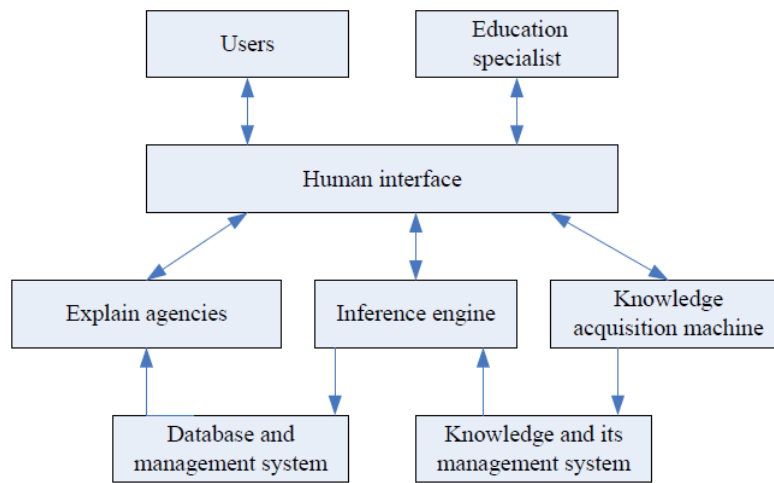 Users
Education
specialist
Human interface
Explain agencies
Inference engine
Knowledge
acquisition machine
Database and
management system
Knowledge and its
management system